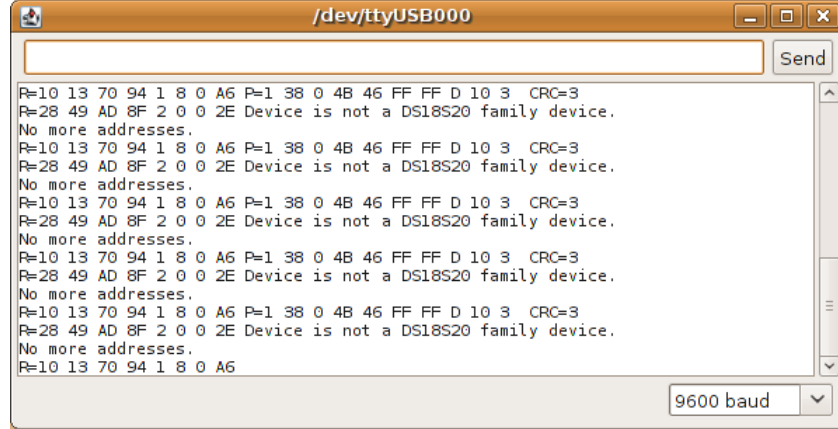 /dev/ttyUSB000
Send
R=10 13 70 94 1 8 0 A6 P=1 38 0 4B 46 FF FF D 10 3  CRC=3
R=28 49 AD 8F 2 0 0 2E Device is not a DS18S20 family device.
No more addresses.
R=10 13 70 94 1 8 0 A6 P=1 38 0 4B 46 FF FF D 10 3  CRC=3
R=28 49 AD 8F 2 0 0 2E Device is not a DS18S20 family device.
No more addresses.
R=10 13 70 94 1 8 0 A6 P=1 38 0 4B 46 FF FF D 10 3  CRC=3
R=28 49 AD 8F 2 0 0 2E Device is not a DS18S20 family device.
No more addresses.
R=10 13 70 94 1 8 0 A6 P=1 38 0 4B 46 FF FF D 10 3  CRC=3
R=28 49 AD 8F 2 0 0 2E Device is not a DS18S20 family device.
No more addresses.
R=10 13 70 94 1 8 0 A6 P=1 38 0 4B 46 FF FF D 10 3  CRC=3
R=28 49 AD 8F 2 0 0 2E Device is not a DS18S20 family device.
No more addresses.
R=10 13 70 94 1 8 0 A6
9600 baud